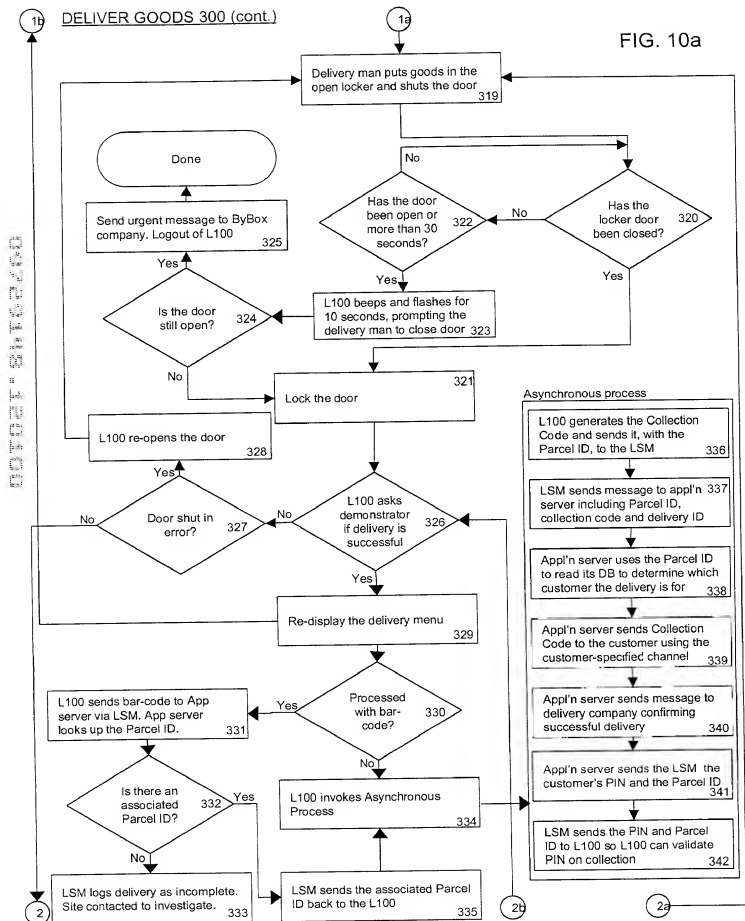 1b
DELIVER GOODS 300 (cont.)
1a
FIG. 10a
Delivery man puts goods in the
open locker and shuts the door
319
Done
No
Send urgent message to ByBox
company. Logout of L100
325
Has the door
been open or
more than 30
seconds?
322
No
Has the
locker door
been closed?
320
Yes
Yes
Yes
Is the door
still open?
324
L100 beeps and flashes for
10 seconds, prompting the
delivery man to close door
323
No
Lock the door
321
Asynchronous process
L100 generates the Collection
Code and sends it, with the
Parcel ID, to the LSM
336
L100 re-opens the door
328
Yes
LSM sends message to appl'n
server including Parcel ID,
collection code and delivery ID
337
No
Door shut in
error?
327
No
L100 asks
demonstrator
if delivery is
successful
326
Appl'n server uses the Parcel ID
to read its DB to determine which
customer the delivery is for
338
Yes
Re-display the delivery menu
329
Appl'n server sends Collection
Code to the customer using the
customer-specified channel
339
L100 sends bar-code to App
server via LSM. App server
looks up the Parcel ID.
331
Yes
Processed
with bar-
code?
330
Appl'n server sends message to
delivery company confirming
successful delivery
340
No
Is there an
associated
Parcel ID?
332
Yes
L100 invokes Asynchronous
Process
334
Appl'n server sends the LSM the
customer's PIN and the Parcel ID
341
No
LSM sends the PIN and Parcel
ID to L100 so L100 can validate
PIN on collection
342
2
LSM logs delivery as incomplete.
Site contacted to investigate.
333
LSM sends the associated Parcel
ID back to the L100
335
2b
2a